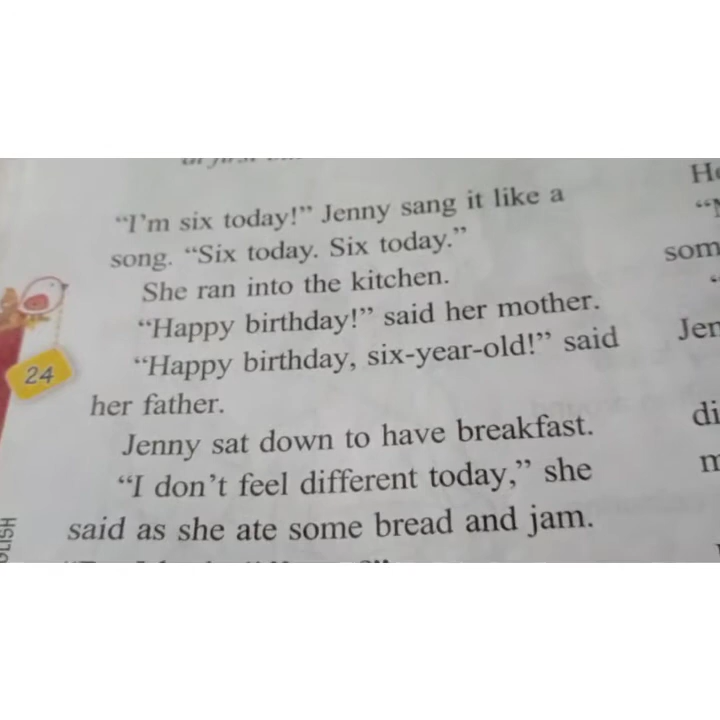 "I'm six today!" Jenny sang it like a
song. "Six today. Six today."
She ran into the kitchen.
"Happy birthday!" said her mother.
"Happy birthday, six-year-old!" said
24
her father.
Jenny sat down to have breakfast.
"I don't feel different today," she
said as she ate some bread and jam.